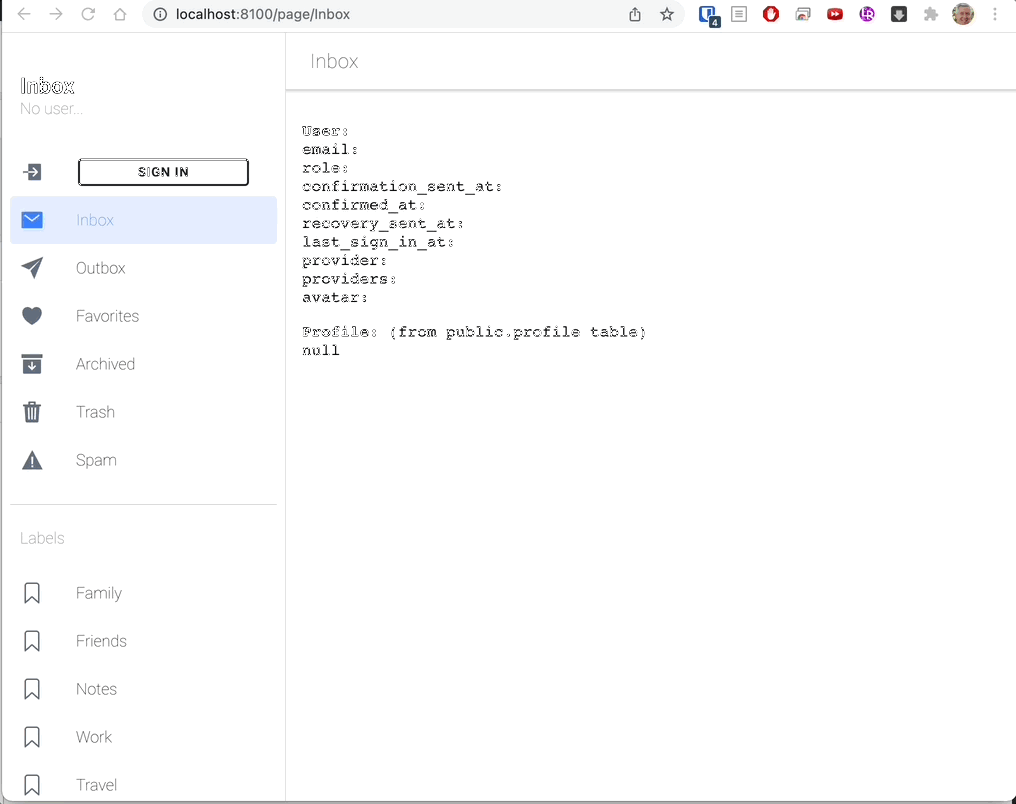 localhost:8100/page/Inbox
4
Inbox
Inbox
No user...
SIGN IN
Inbox
Outbox
Favorites
Archived
Trash
Spam
Labels
Family
Friends
Notes
Work
Travel
User:
email:
role:
confirmation_sent_at:
confirmed_at:
recovery_sent_at:
last_sign_in_at:
provider:
providers:
avatar:
Profile: (from public.profile table)
null